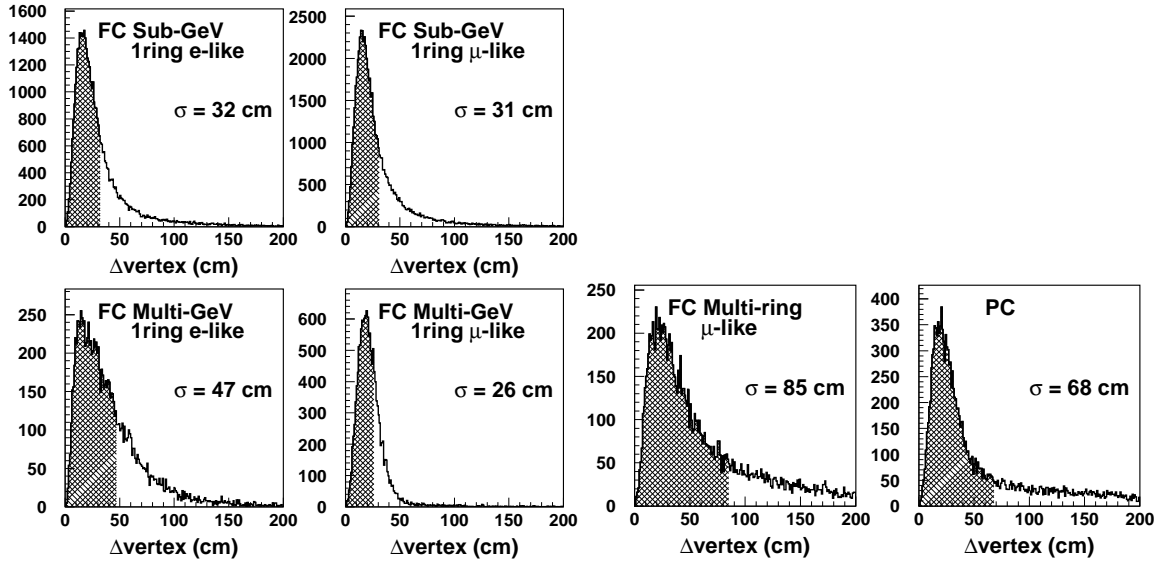 FC Sub-GeV
1ring e-like
σ = 32 cm
1600
1400
1200
1000
800
600
400
200
0
0 50 100 150 200
Δvertex (cm)
FC Sub-GeV
1ring μ-like
σ = 31 cm
2500
2000
1500
1000
500
0
0 50 100 150 200
Δvertex (cm)
FC Multi-GeV
1ring e-like
σ = 47 cm
250
200
150
100
50
0
0 50 100 150 200
Δvertex (cm)
FC Multi-GeV
1ring μ-like
σ = 26 cm
600
500
400
300
200
100
0
0 50 100 150 200
Δvertex (cm)
FC Multi-ring
μ-like
σ = 85 cm
250
200
150
100
50
0
0 50 100 150 200
Δvertex (cm)
PC
σ = 68 cm
400
350
300
250
200
150
100
50
0
0 50 100 150 200
Δvertex (cm)